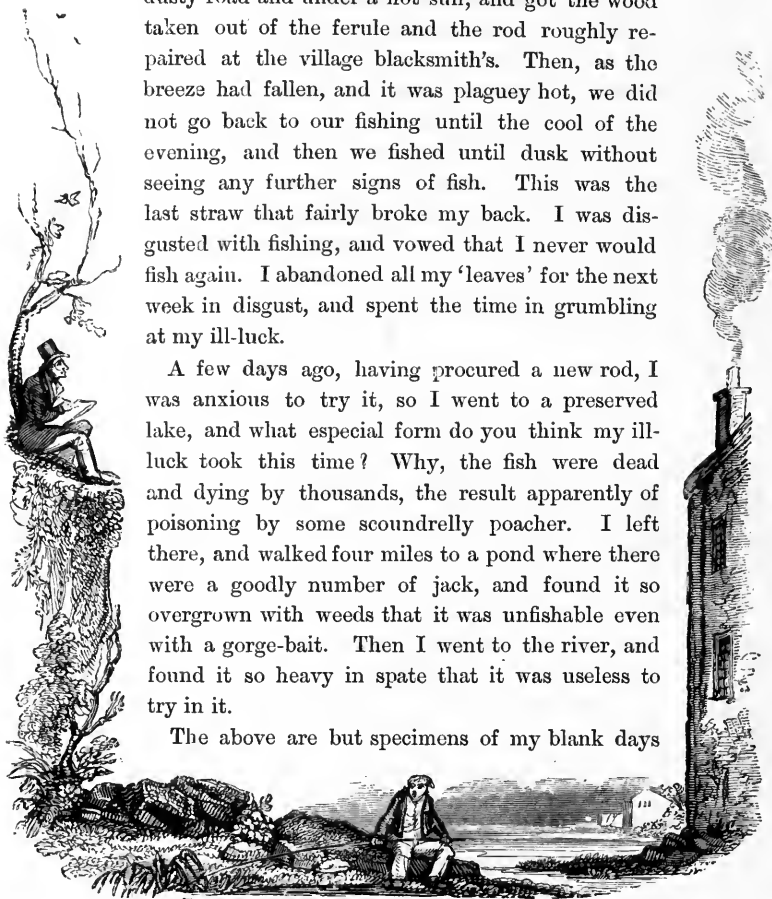 dusty road and under a hot sun, and got the wood
taken out of the ferule and the rod roughly re-
paired at the village blacksmith's. Then, as the
breeze had fallen, and it was plaguey hot, we did
not go back to our fishing until the cool of the
evening, and then we fished until dusk without
seeing any further signs of fish. This was the
last straw that fairly broke my back. I was dis-
gusted with fishing, and vowed that I never would
fish again. I abandoned all my ‘leaves’ for the next
week in disgust, and spent the time in grumbling
at my ill-luck.
A few days ago, having procured a new rod, I
was anxious to try it, so I went to a preserved
lake, and what especial form do you think my ill-
luck took this time? Why, the fish were dead
and dying by thousands, the result apparently of
poisoning by some scoundrelly poacher. I left
there, and walked four miles to a pond where there
were a goodly number of jack, and found it so
overgrown with weeds that it was unfishable even
with a gorge-bait. Then I went to the river, and
found it so heavy in spate that it was useless to
try in it.
The above are but specimens of my blank days